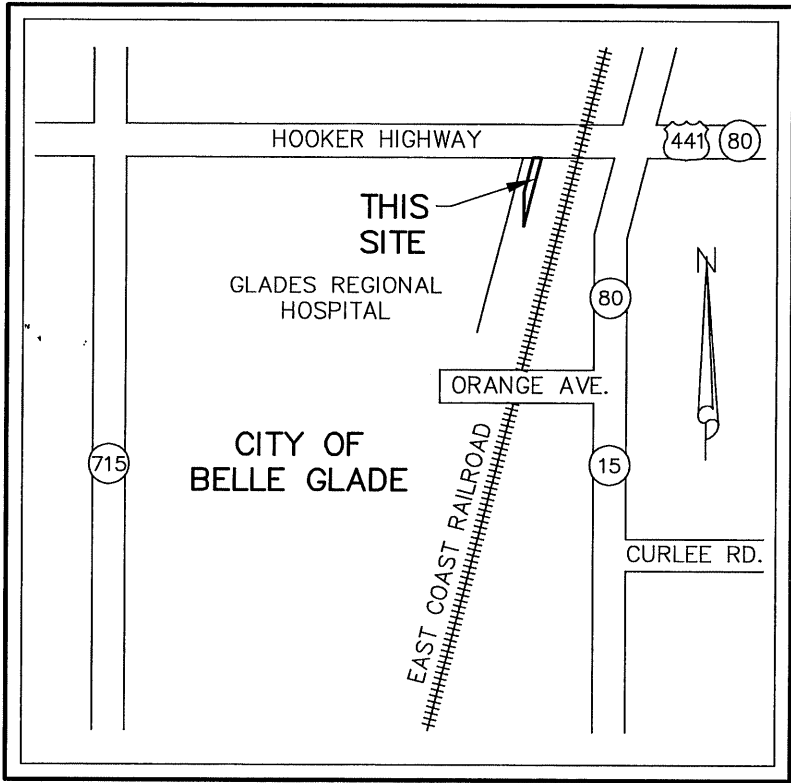 HOOKER HIGHWAY
441
80
THIS
SITE
GLADES REGIONAL
HOSPITAL
N
80
ORANGE AVE.
CITY OF
BELLE GLADE
715
15
EAST COAST RAILROAD
CURLEE RD.